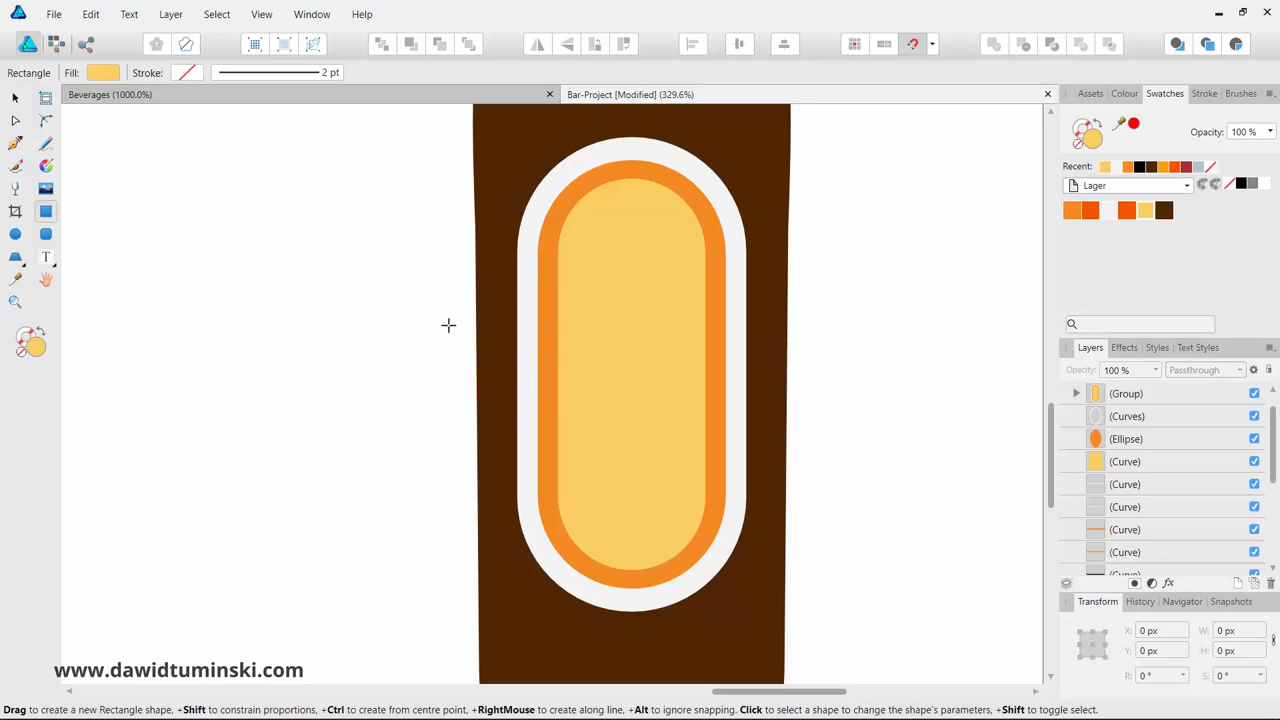 File Edit Text Layer Select View Window Help
Rectangle Fill: Stroke: 2 pt
Beverages (1000.0%) Bar-Project [Modified] (329.6%)
Assets Colour Swatches Stroke Brushes
Opacity: 100 %
Recent:
Lager
Layers Effects Styles Text Styles
Opacity: 100 % Passthrough
(Group)
(Curves)
(Ellipse)
(Curve)
(Curve)
(Curve)
(Curve)
(Curve)
(Curve)
Transform History Navigator Snapshots
X: 0 px W: 0 px
Y: 0 px H: 0 px
R: 0 ° S: 0 °
www.dawidtuminski.com
Drag to create a new Rectangle shape, +Shift to constrain proportions, +Ctrl to create from centre point, +RightMouse to create along line, +Alt to ignore snapping. Click to select a shape to change the shape's parameters, +Shift to toggle select.